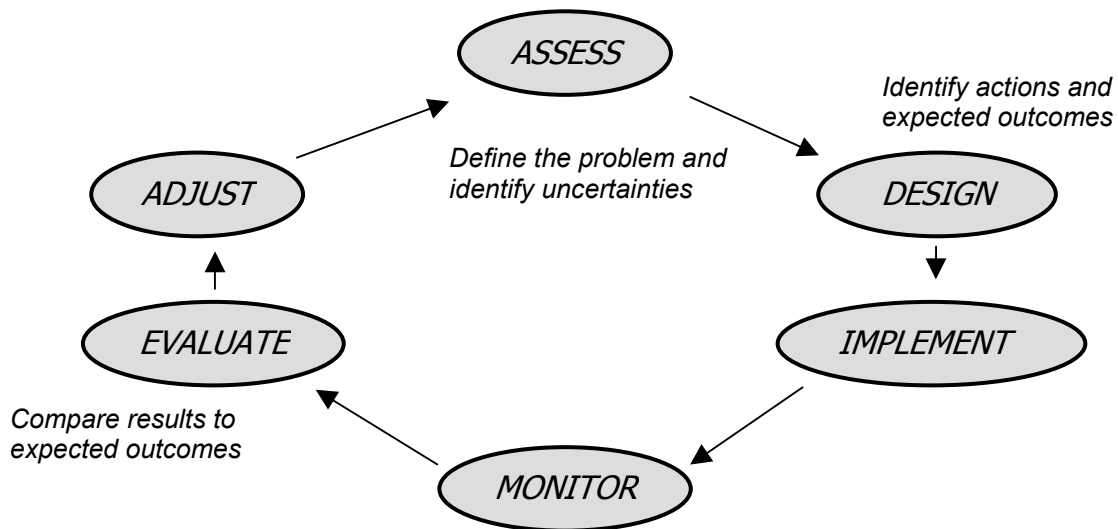 ASSESS
Identify actions and
expected outcomes
Define the problem and
identify uncertainties
ADJUST
DESIGN
EVALUATE
IMPLEMENT
Compare results to
expected outcomes
MONITOR